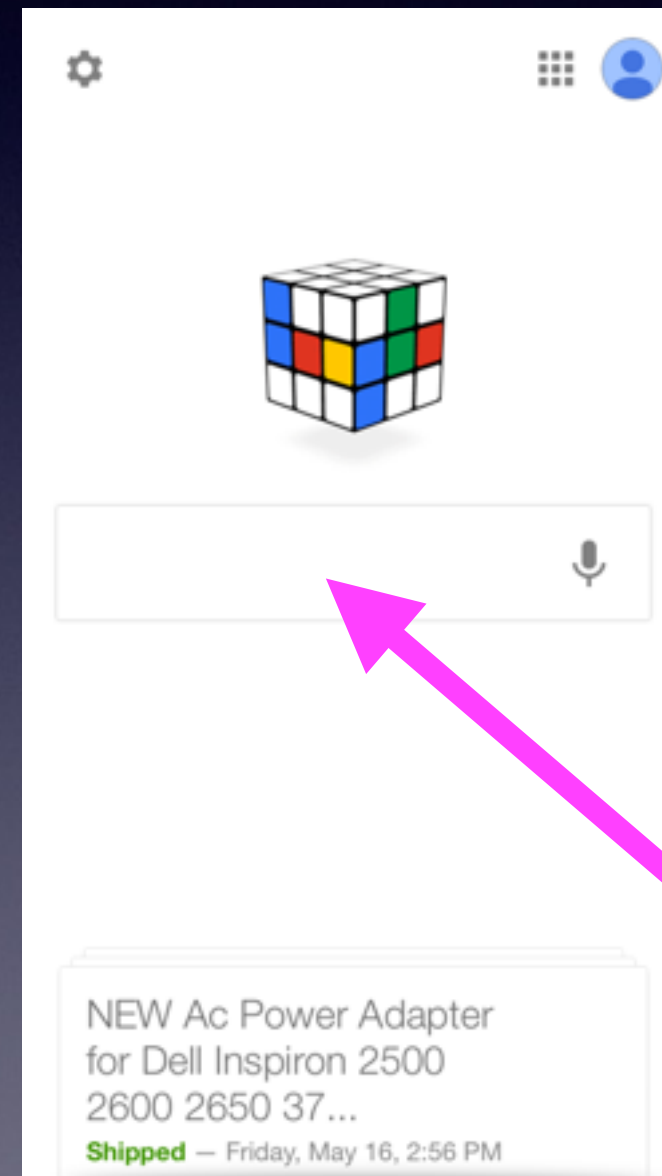 NEW Ac Power Adapter
for Dell Inspiron 2500
2600 2650 37...
Shipped — Friday, May 16, 2:56 PM